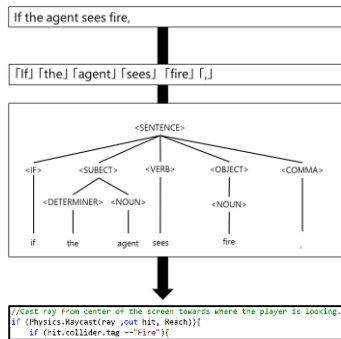 If the agent sees fire,
「If」 「the」 「agent」 「sees」 「fire」 「,」
<SENTENCE>
<IF> <SUBECT> <VERB> <OBJECT> <COMMA>
<DETERMINER> <NOUN> <NOUN>
if the agent sees fire ,
//Cast ray from center of the screen towards where the player is looking.
if (Physics.Raycast(ray ,out hit, Reach)){
if (hit.collider.tag =="Fire"){